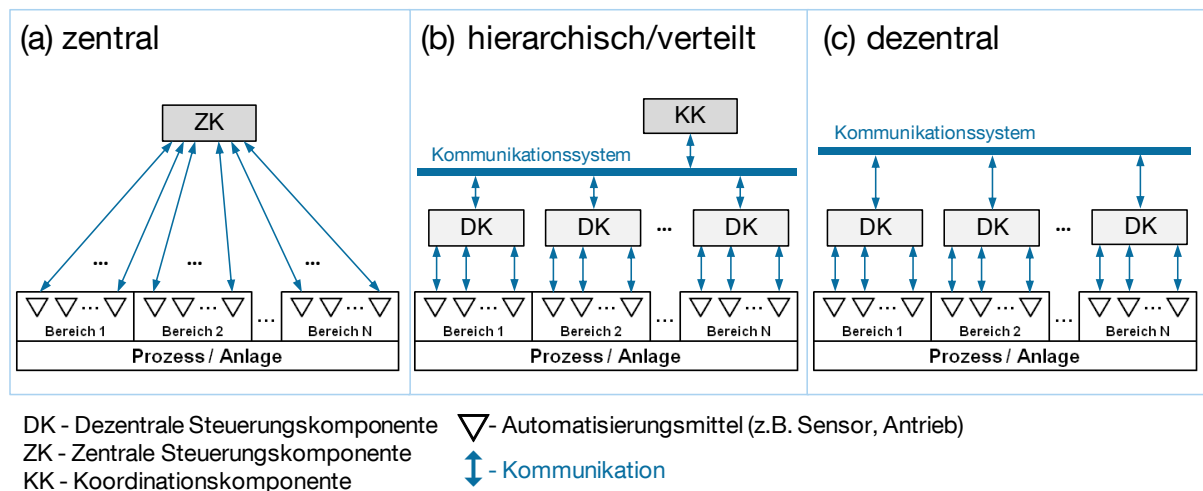 (a) zentral
ZK
...
...
...
...
...
...
...
Bereich 1
Bereich 2
Bereich N
Prozess / Anlage
(b) hierarchisch/verteilt
KK
Kommunikationssystem
DK
DK
...
DK
...
...
...
...
Bereich 1
Bereich 2
Bereich N
Prozess / Anlage
(c) dezentral
Kommunikationssystem
DK
DK
...
DK
...
...
...
...
Bereich 1
Bereich 2
Bereich N
Prozess / Anlage
DK - Dezentrale Steuerungskomponente
ZK - Zentrale Steuerungskomponente
KK - Koordinationskomponente
- Automatisierungsmittel (z.B. Sensor, Antrieb)
- Kommunikation